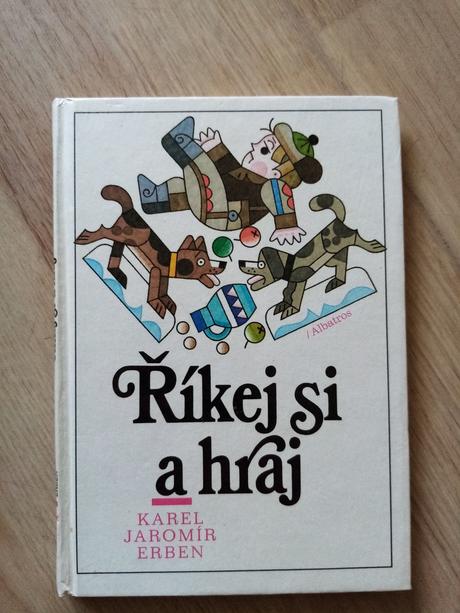 /Albatros
Říkej si
a hraj
KAREL
JAROMÍR
ERBEN